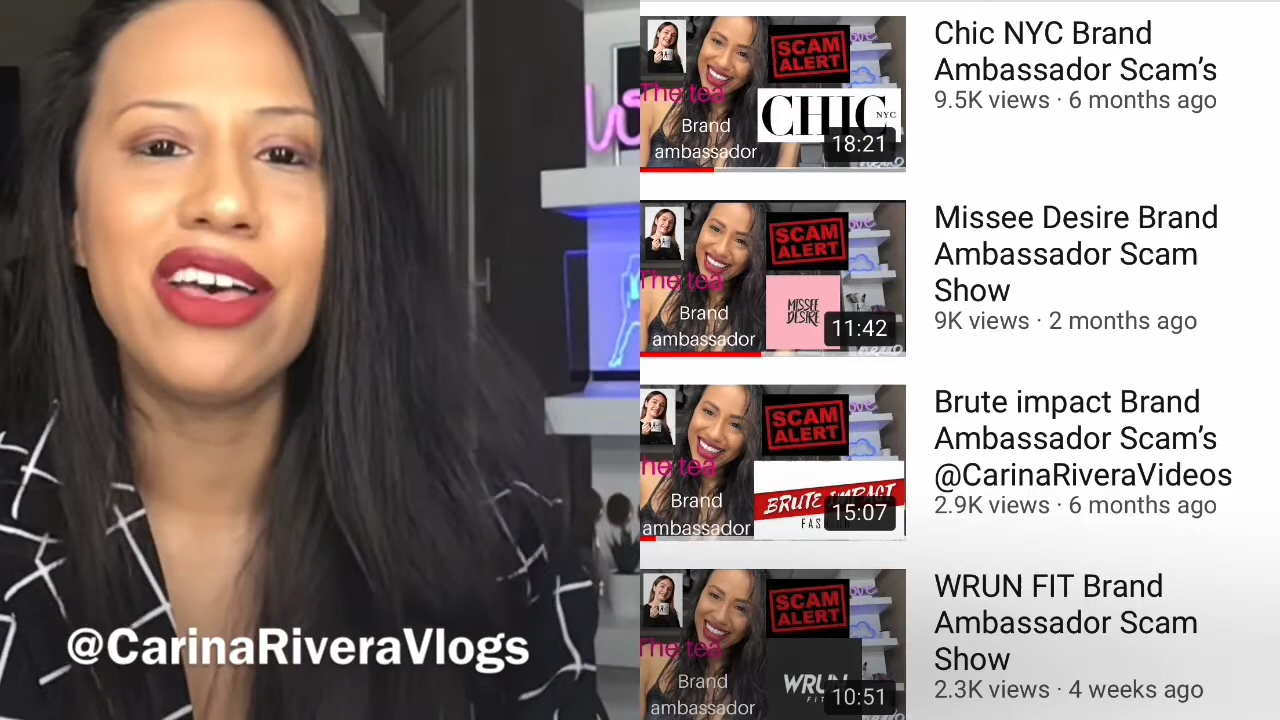 @CarinaRiveraVlogs
SCAM
ALERT
The tea
CHIC
NYC
Brand
ambassador
18:21
Chic NYC Brand
Ambassador Scam's
9.5K views · 6 months ago
SCAM
ALERT
The tea
MISSEE
DESIRE
Brand
ambassador
11:42
Missee Desire Brand
Ambassador Scam
Show
9K views · 2 months ago
SCAM
ALERT
he tea
BRUTE IMPACT
Brand
ambassador
15:07
Brute impact Brand
Ambassador Scam's
@CarinaRiveraVideos
2.9K views · 6 months ago
SCAM
ALERT
The tea
WRUN
FIT
Brand
ambassador
10:51
WRUN FIT Brand
Ambassador Scam
Show
2.3K views · 4 weeks ago